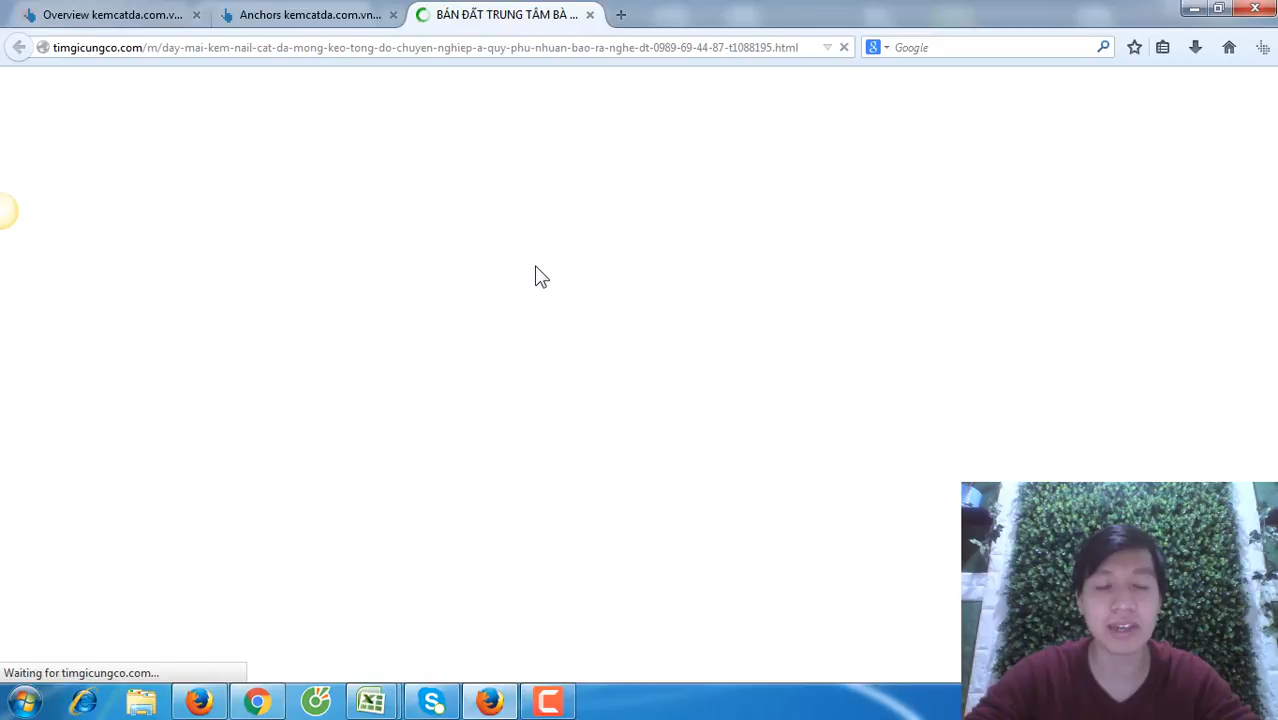 Overview kemcatda.com.v...
Anchors kemcatda.com.vn...
BÁN ĐẤT TRUNG TÂM BÀ ...
timgicungco.com/m/day-mai-kem-nail-cat-da-mong-keo-tong-do-chuyen-nghiep-a-quy-phu-nhuan-bao-ra-nghe-dt-0989-69-44-87-t1088195.html
Google
Waiting for timgicungco.com...